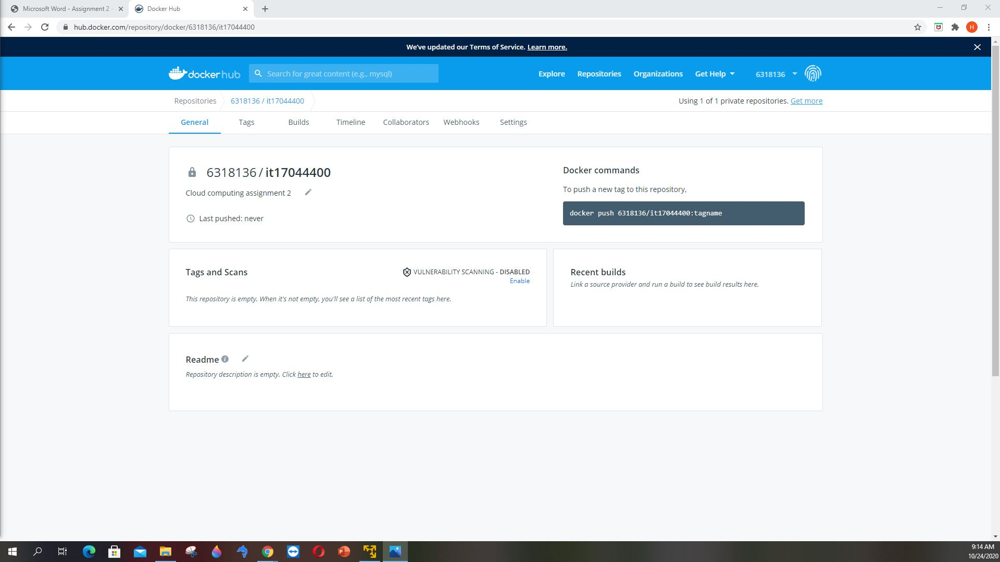 Microsoft Word - Assignment 2 -
Docker Hub
hub.docker.com/repository/docker/6318136/it17044400
H
We've updated our Terms of Service. Learn more.
dockerhub
Search for great content (e.g., mysql)
Explore
Repositories
Organizations
Get Help
6318136
Repositories
6318136 / it17044400
Using 1 of 1 private repositories. Get more
General
Tags
Builds
Timeline
Collaborators
Webhooks
Settings
6318136 / it17044400
Cloud computing assignment 2
Last pushed: never
Docker commands
To push a new tag to this repository,
docker push 6318136/it17044400:tagname
Tags and Scans
VULNERABILITY SCANNING - DISABLED
Enable
This repository is empty. When it's not empty, you'll see a list of the most recent tags here.
Recent builds
Link a source provider and run a build to see build results here.
Readme
Repository description is empty. Click here to edit.
9:14 AM
10/24/2020